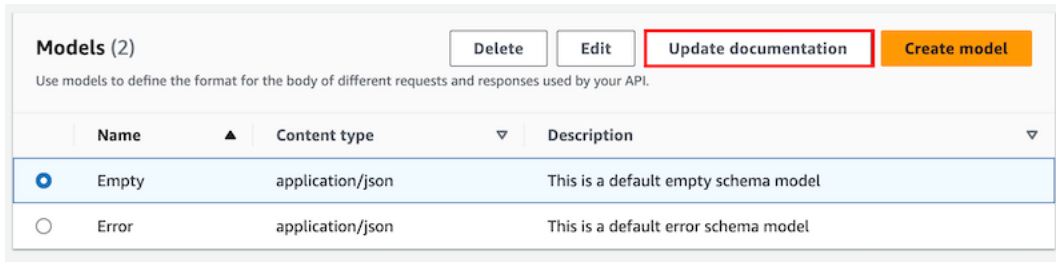 Models (2) Delete Edit Update documentation Create model
Use models to define the format for the body of different requests and responses used by your API.
Name Content type Description
Empty application/json This is a default empty schema model
Error application/json This is a default error schema model